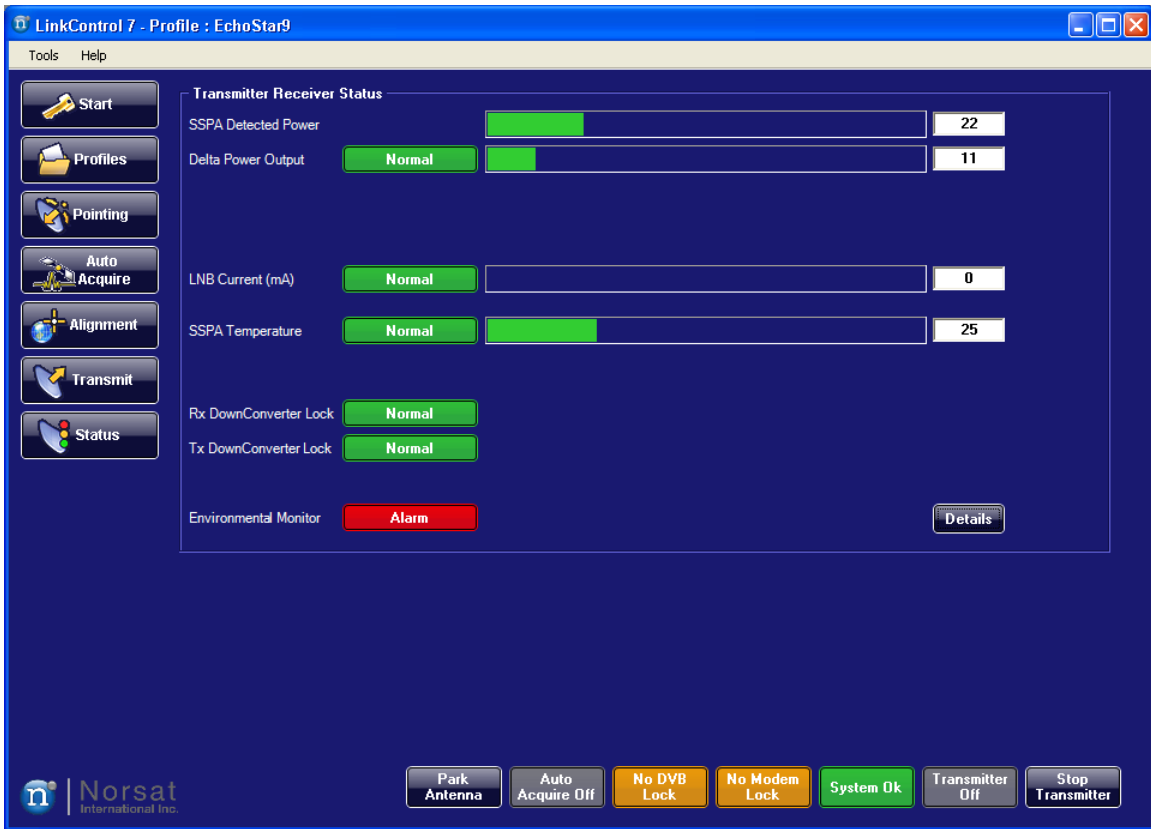 LinkControl 7 - Profile : EchoStar9
Tools Help
Start
Profiles
Pointing
Auto
Acquire
Alignment
Transmit
Status
Transmitter Receiver Status
SSPA Detected Power 22
Delta Power Output Normal 11
LNB Current (mA) Normal 0
SSPA Temperature Normal 25
Rx DownConverter Lock Normal
Tx DownConverter Lock Normal
Environmental Monitor Alarm Details
n
Norsat
International Inc.
Park
Antenna
Auto
Acquire Off
No DVB
Lock
No Modem
Lock
System Ok
Transmitter
Off
Stop
Transmitter